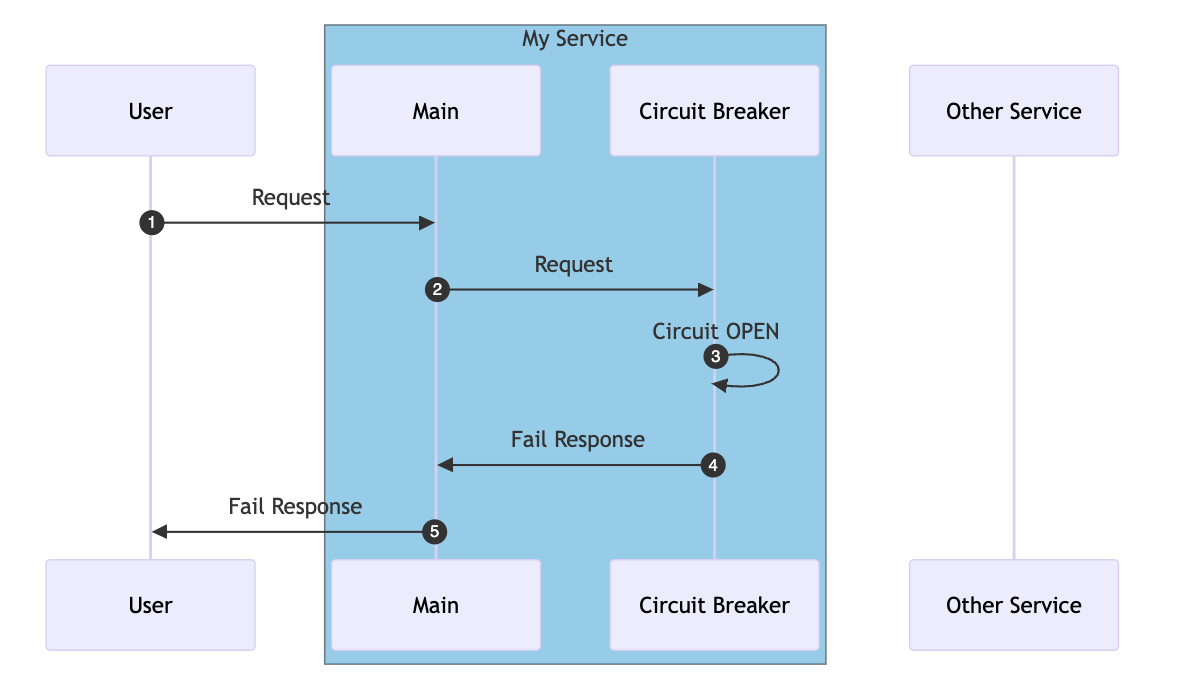 My Service
User
Main
Circuit Breaker
Other Service
Request
1
Request
2
Circuit OPEN
3
Fail Response
4
Fail Response
5
User
Main
Circuit Breaker
Other Service